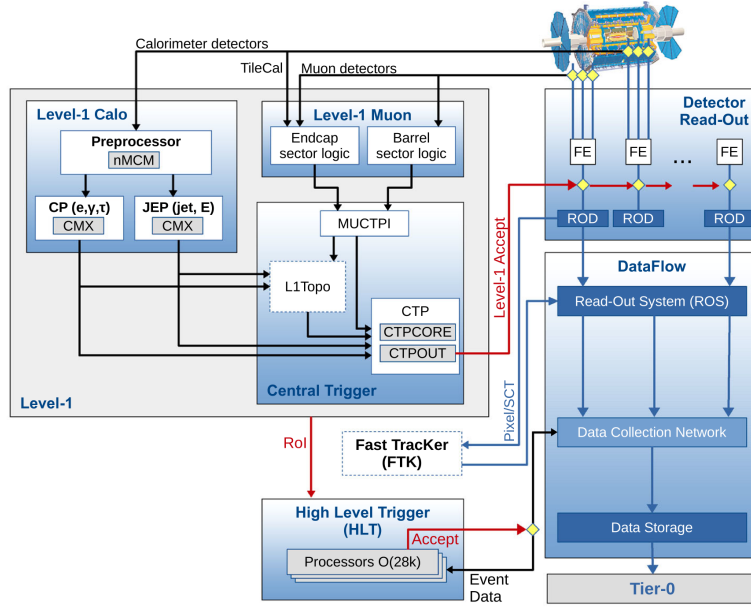 Calorimeter detectors
TileCal
Muon detectors
Level-1 Calo
Preprocessor
nMCM
CP (e,γ,τ)
CMX
JEP (jet, E)
CMX
Level-1 Muon
Endcap
sector logic
Barrel
sector logic
MUCTPI
L1Topo
CTP
CTPCORE
CTPOUT
Central Trigger
Level-1
Level-1 Accept
Detector
Read-Out
FE
FE
...
FE
ROD
ROD
ROD
DataFlow
Read-Out System (ROS)
Data Collection Network
Data Storage
Tier-0
Pixel/SCT
RoI
Fast TracKer
(FTK)
High Level Trigger
(HLT)
Accept
Processors O(28k)
Event
Data